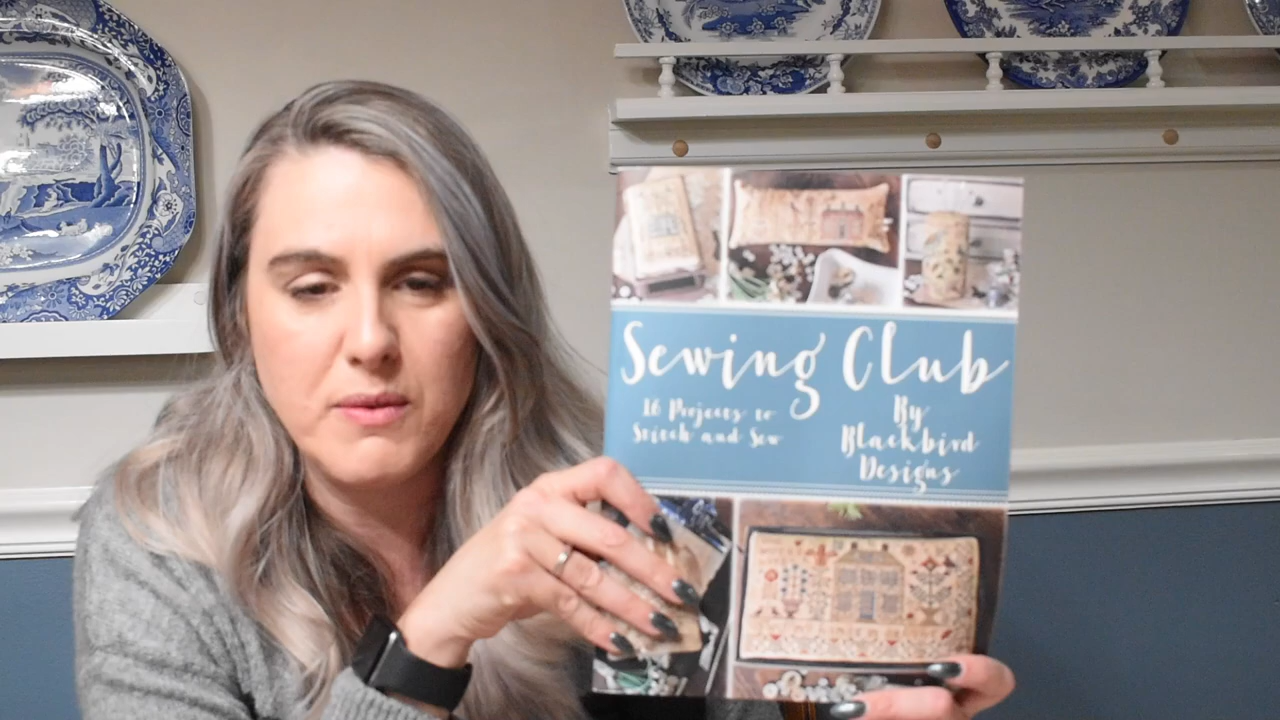 Sewing Club
16 Projects to
Stitch and Sew
By
Blackbird
Designs